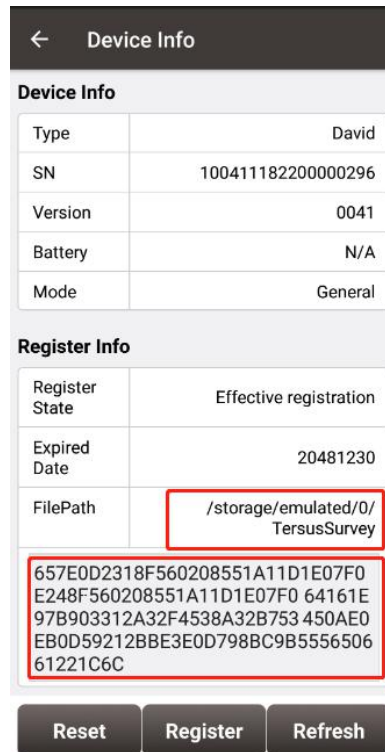 ← Device Info
Device Info
Type David
SN 100411182200000296
Version 0041
Battery N/A
Mode General
Register Info
Register
State Effective registration
Expired
Date 20481230
FilePath /storage/emulated/0/
TersusSurvey
657E0D2318F560208551A11D1E07F0
E248F560208551A11D1E07F0 64161E
97B903312A32F4538A32B753 450AE0
EB0D59212BBE3E0D798BC9B5556506
61221C6C
Reset Register Refresh